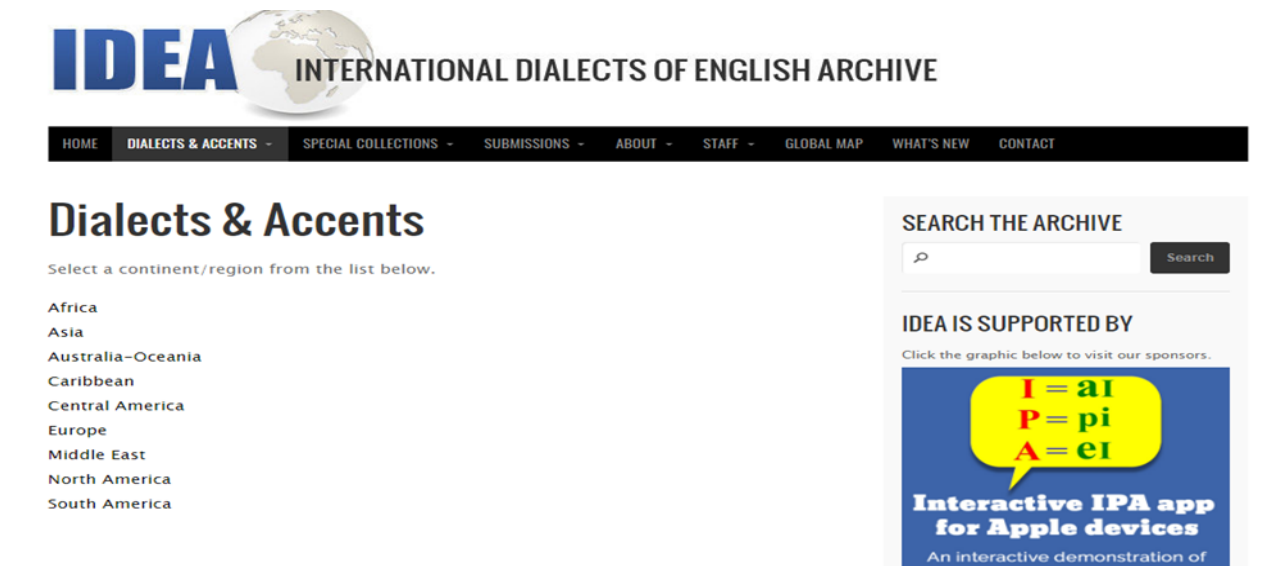 IDEA
INTERNATIONAL DIALECTS OF ENGLISH ARCHIVE
HOME DIALECTS & ACCENTS SPECIAL COLLECTIONS SUBMISSIONS ABOUT STAFF GLOBAL MAP WHAT'S NEW CONTACT
Dialects & Accents
Select a continent/region from the list below.
Africa
Asia
Australia-Oceania
Caribbean
Central America
Europe
Middle East
North America
South America
SEARCH THE ARCHIVE
Search
IDEA IS SUPPORTED BY
Click the graphic below to visit our sponsors.
I = aɪ
P = pi
A = eɪ
Interactive IPA app
for Apple devices
An interactive demonstration of